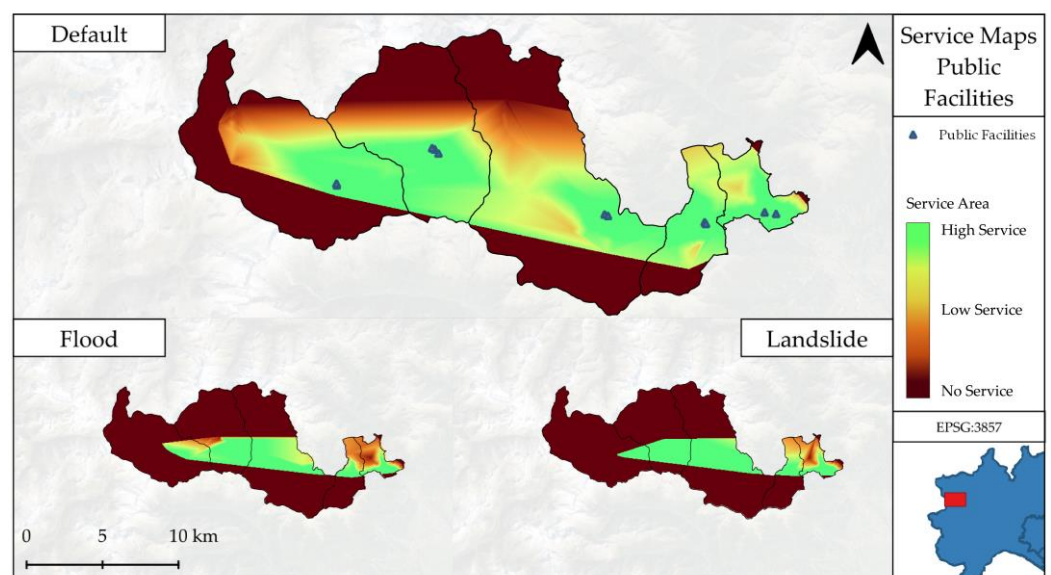 Default
Service Maps
Public
Facilities
Public Facilities
Service Area
High Service
Low Service
No Service
Flood
Landslide
EPSG:3857
0 5 10 km